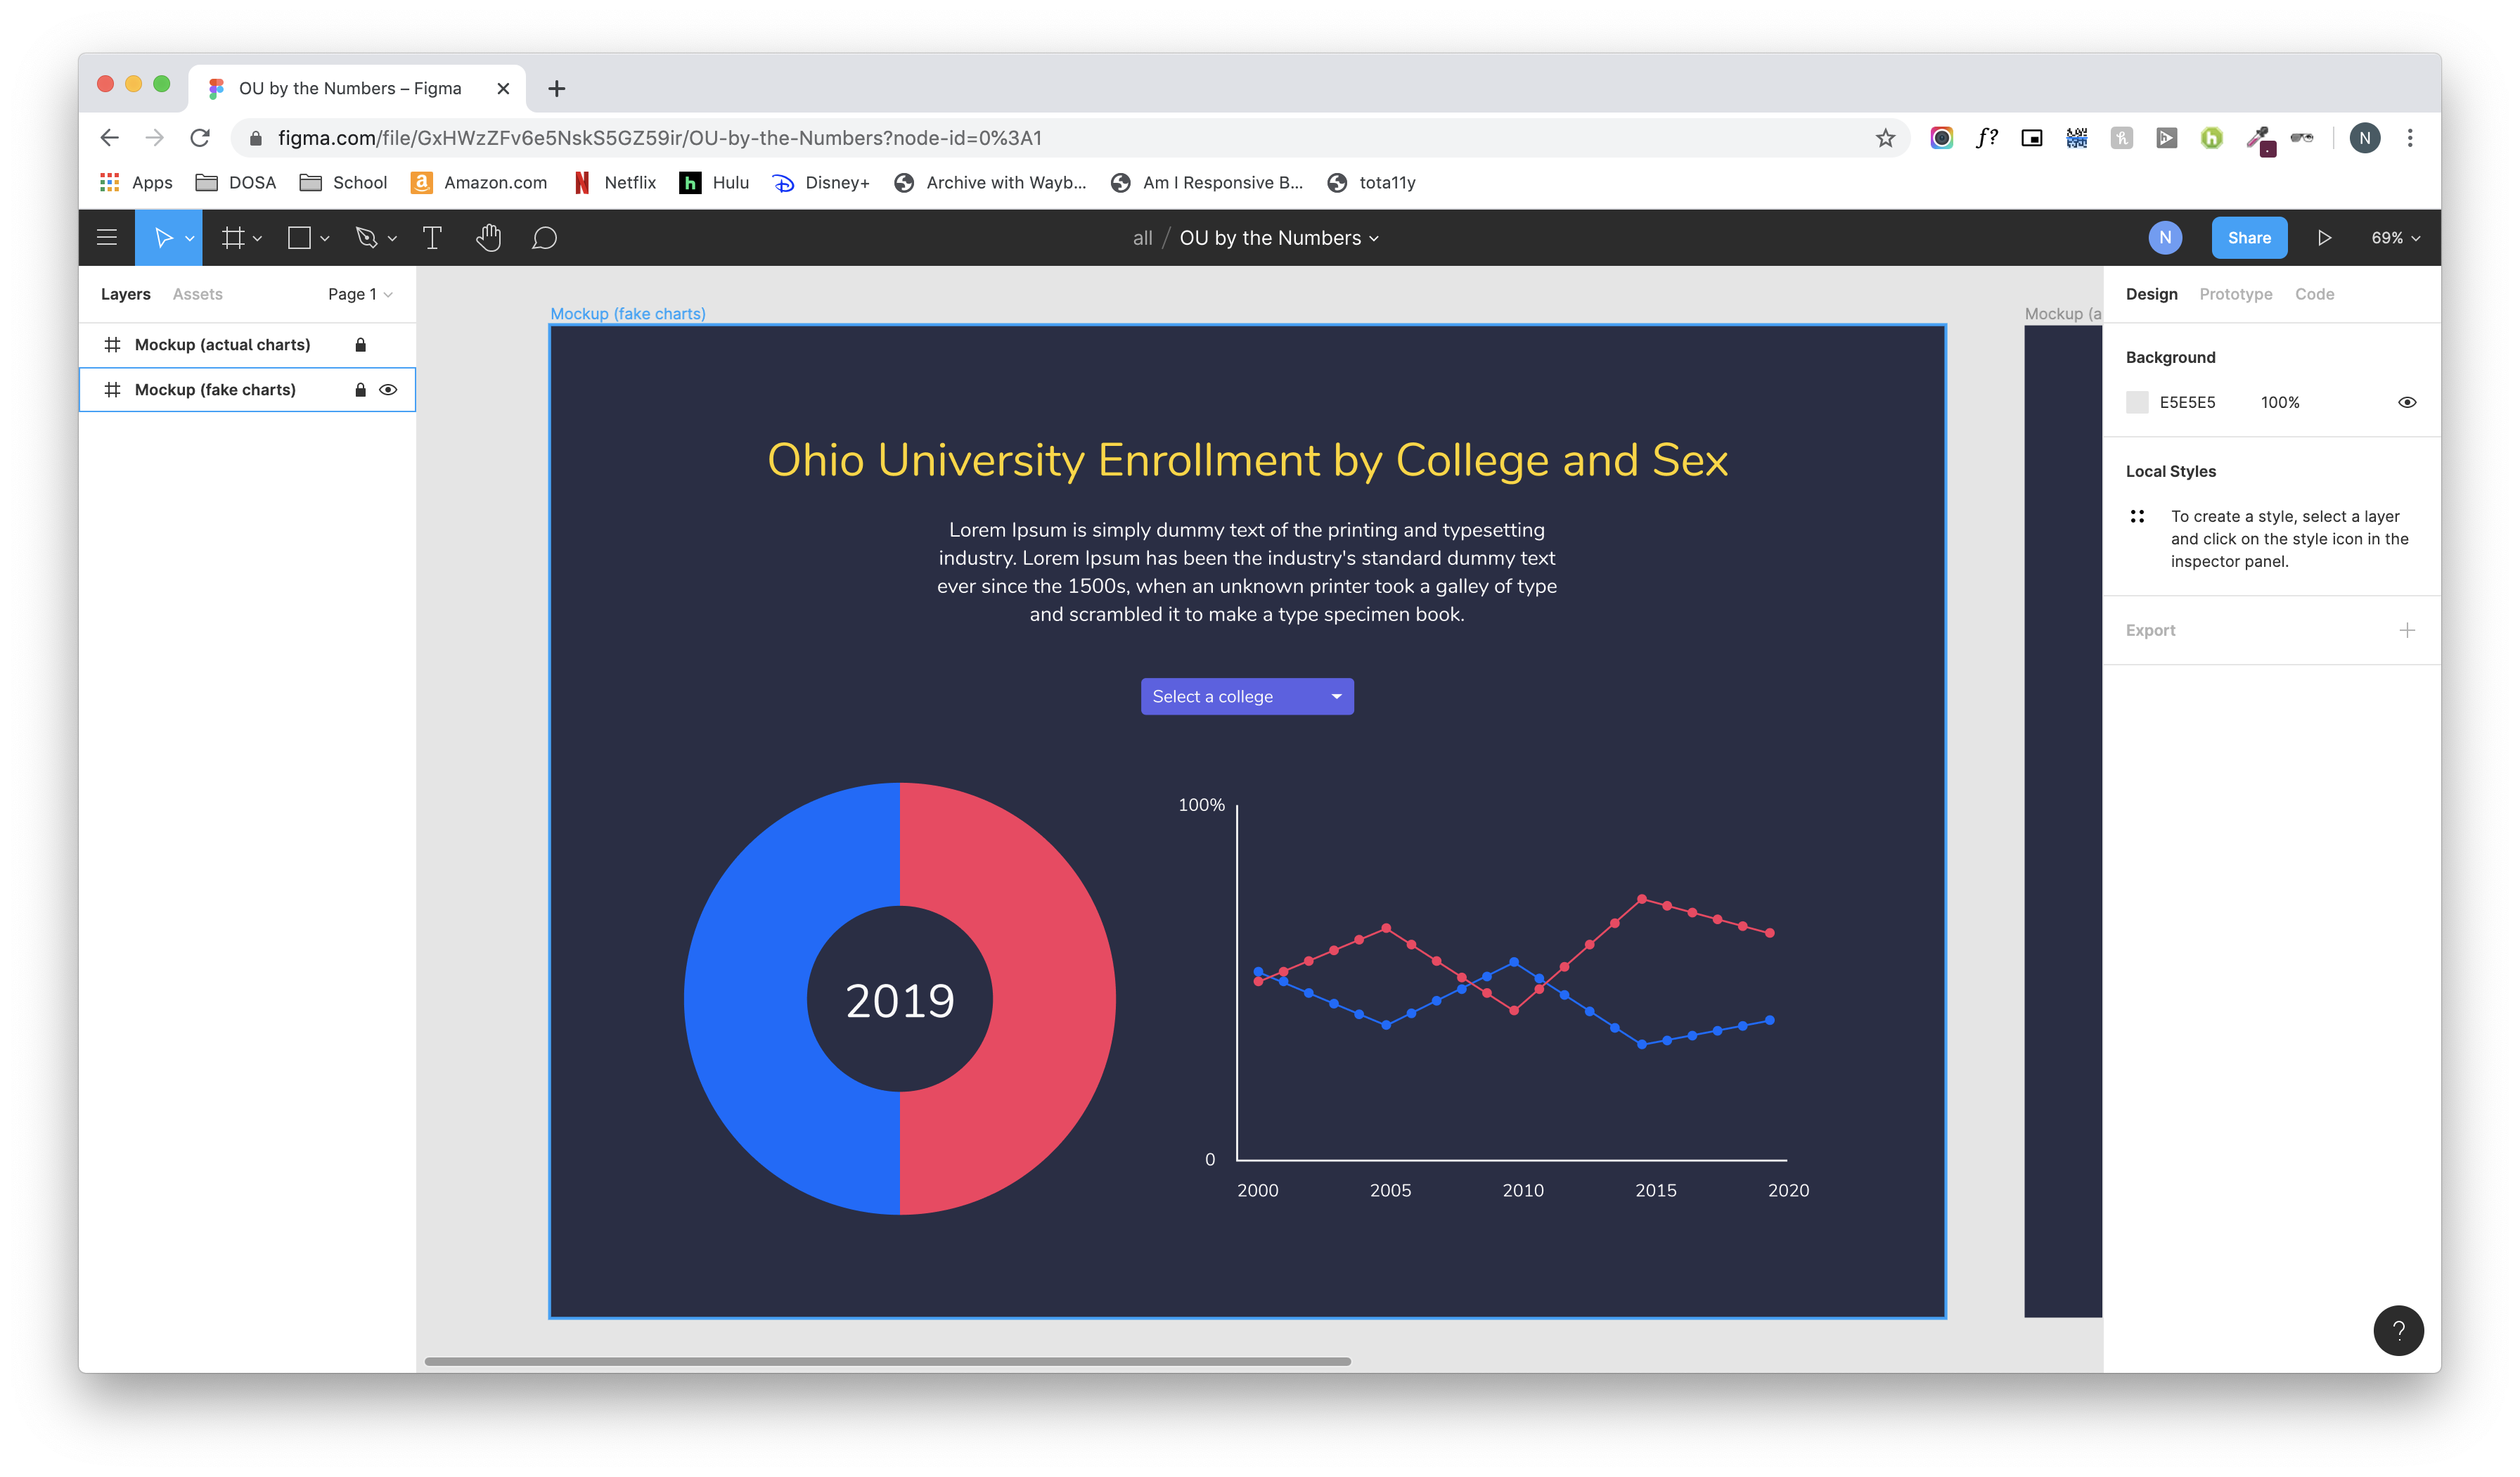 OU by the Numbers – Figma
figma.com/file/GxHWzZFv6e5NskS5GZ59ir/OU-by-the-Numbers?node-id=0%3A1
f?
N
Apps
DOSA
School
Amazon.com
Netflix
Hulu
Disney+
Archive with Wayb...
Am I Responsive B...
tota11y
all / OU by the Numbers
N
Share
69%
Layers
Assets
Page 1
Mockup (actual charts)
Mockup (fake charts)
Mockup (fake charts)
Mockup (a
Ohio University Enrollment by College and Sex
Lorem Ipsum is simply dummy text of the printing and typesetting
industry. Lorem Ipsum has been the industry's standard dummy text
ever since the 1500s, when an unknown printer took a galley of type
and scrambled it to make a type specimen book.
Select a college
2019
100%
0
2000
2005
2010
2015
2020
Design
Prototype
Code
Background
E5E5E5
100%
Local Styles
To create a style, select a layer
and click on the style icon in the
inspector panel.
Export
?